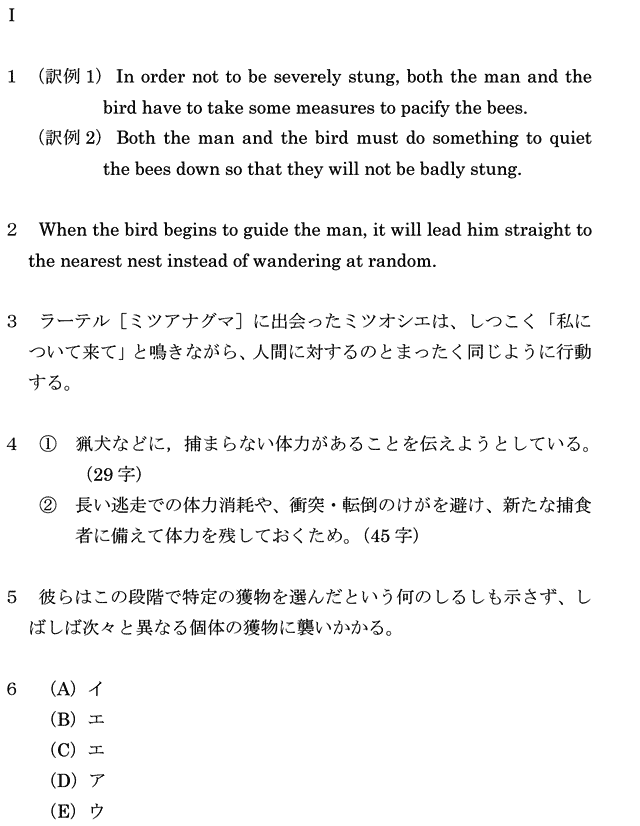 I
1 （訳例 1） In order not to be severely stung, both the man and the
bird have to take some measures to pacify the bees.
（訳例 2） Both the man and the bird must do something to quiet
the bees down so that they will not be badly stung.
2 When the bird begins to guide the man, it will lead him straight to
the nearest nest instead of wandering at random.
3 ラーテル［ミツアナグマ］に出会ったミツオシエは、しつこく「私に
ついて来て」と鳴きながら、人間に対するのとまったく同じように行動
する。
4 ① 猟犬などに，捕まらない体力があることを伝えようとしている。
（29 字）
② 長い逃走での体力消耗や、衝突・転倒のけがを避け、新たな捕食
者に備えて体力を残しておくため。（45 字）
5 彼らはこの段階で特定の獲物を選んだという何のしるしも示さず、し
ばしば次々と異なる個体の獲物に襲いかかる。
6 （A）イ
（B）エ
（C）エ
（D）ア
（E）ウ